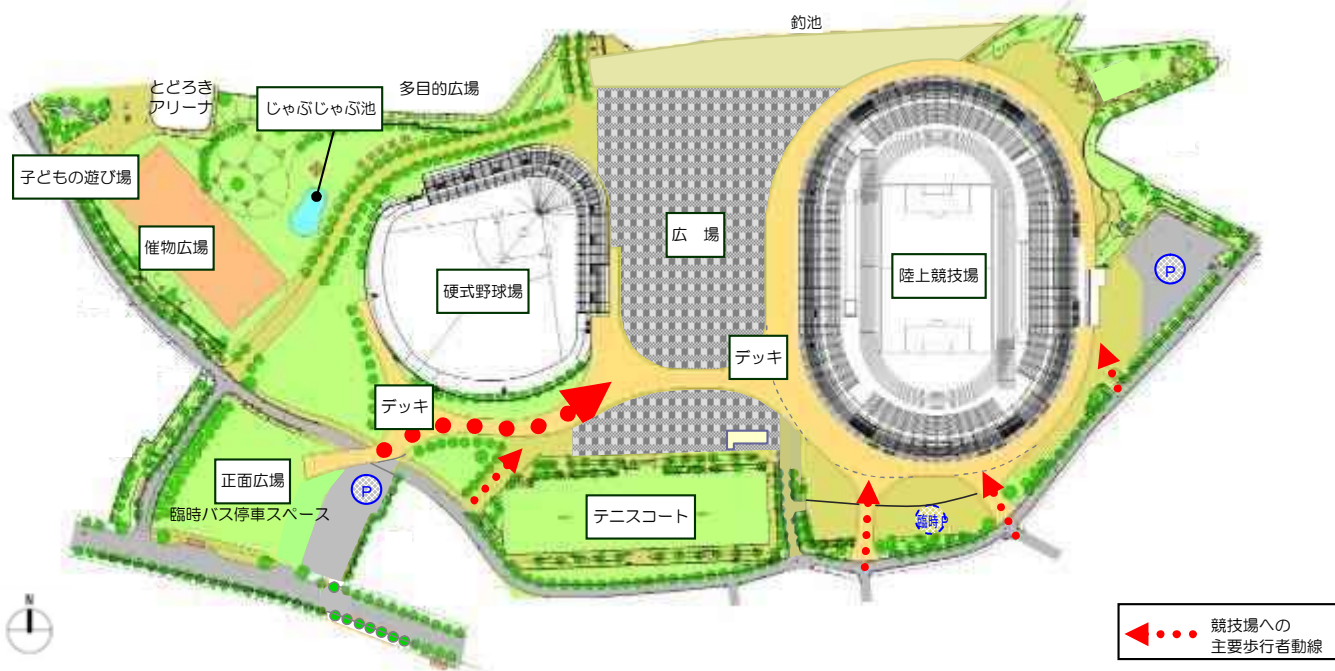 釣池
とどろき
アリーナ
多目的広場
じゃぶじゃぶ池
子どもの遊び場
催物広場
広 場
硬式野球場
陸上競技場
P
デッキ
デッキ
正面広場
P
臨時バス停車スペース
テニスコート
臨時P
N
競技場への
主要歩行者動線